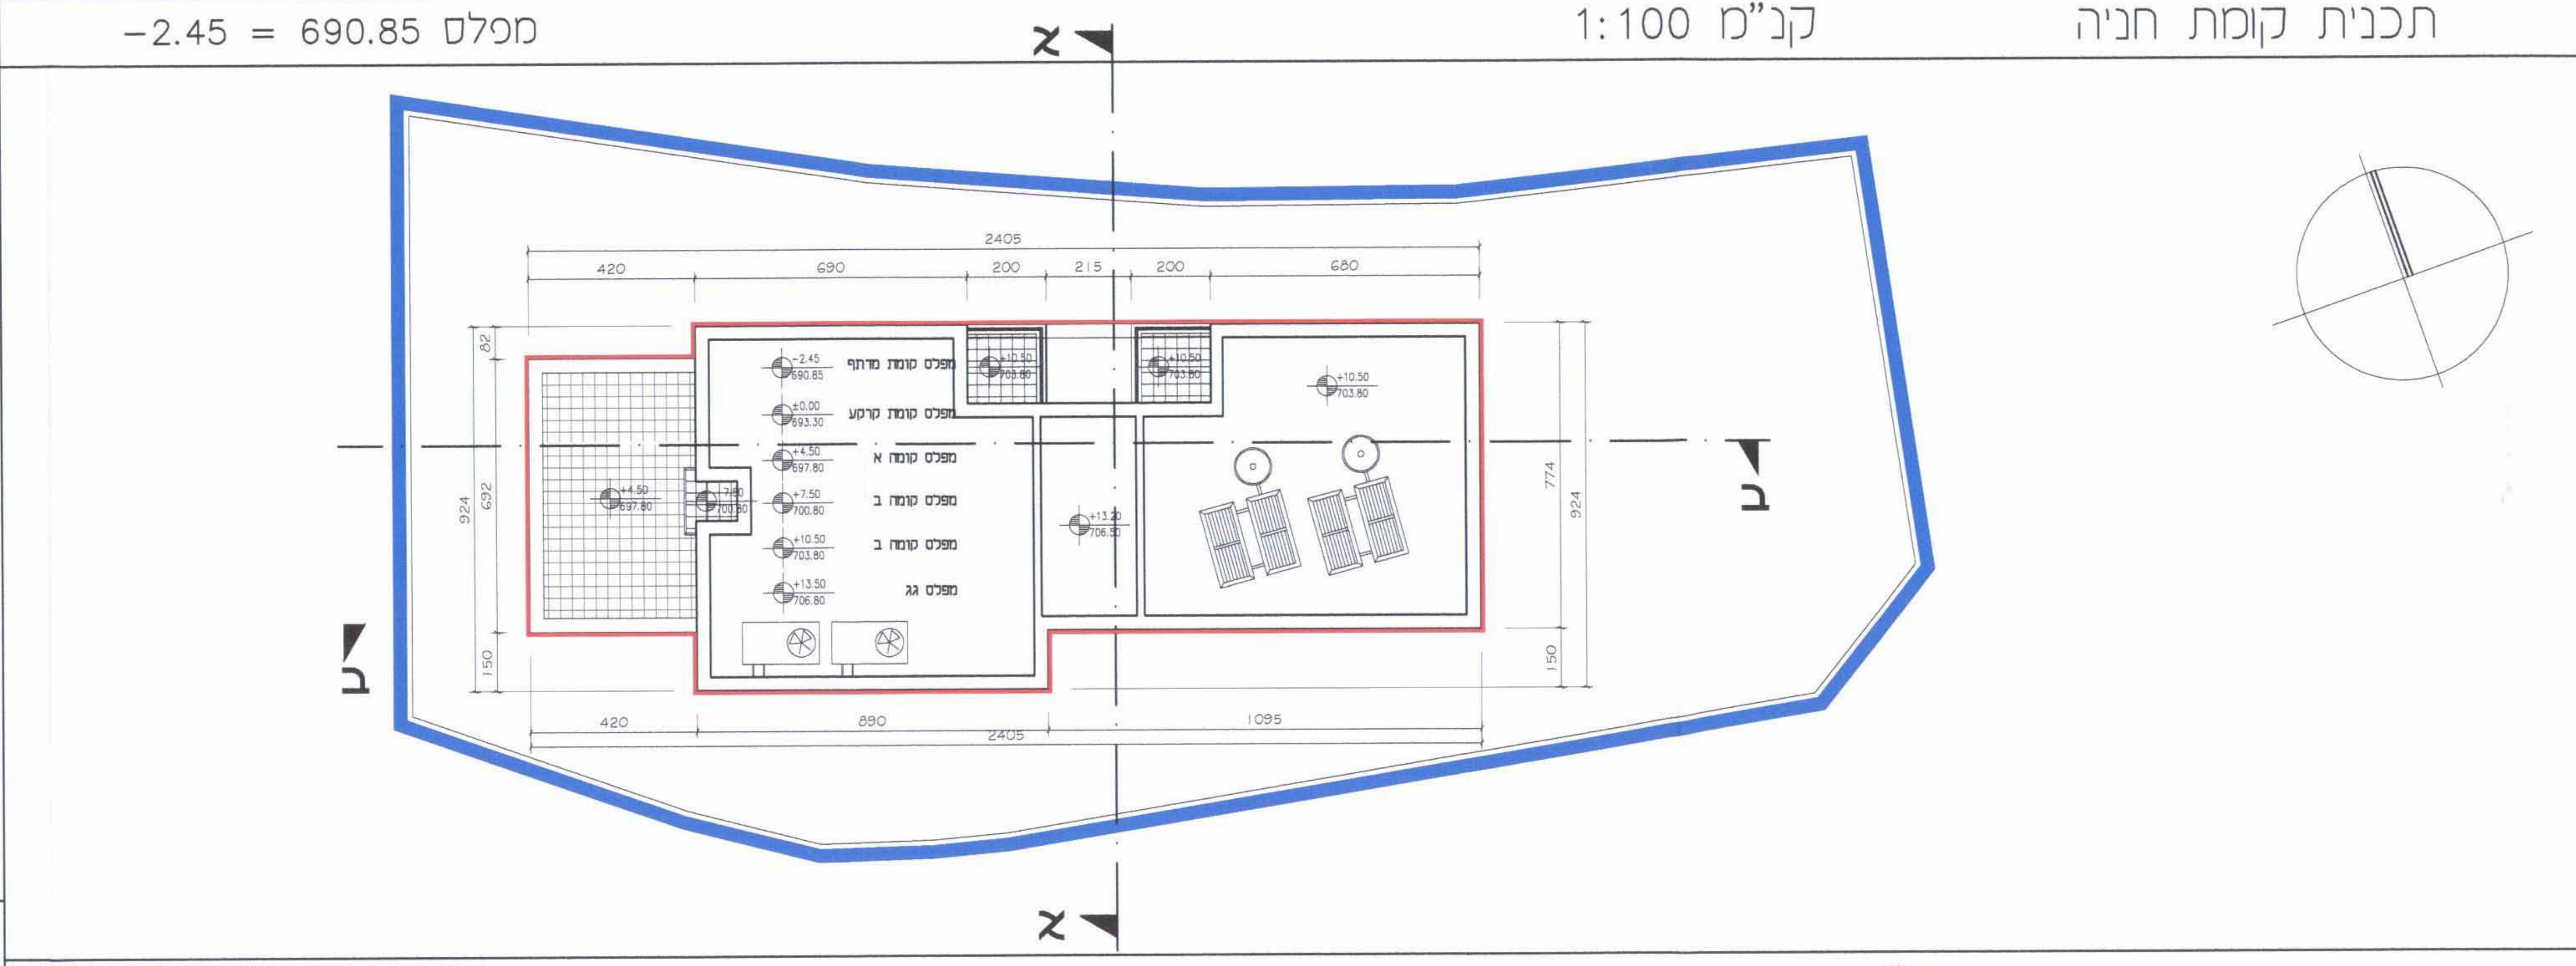 תכנית קומת חניה
קנ"מ 1:100
מפלס 690.85 = -2.45
א
2405
420 690 200 215 200 680
82
692
150
924
774
150
924
-2.45
690.85
מפלס קומת מרתף
+10.50
703.80
+10.50
703.80
+10.50
703.80
±0.00
693.30
מפלס קומת קרקע
+4.50
697.80
מפלס קומה א
+4.50
697.80
700.80
+7.50
700.80
מפלס קומה ב
+13.20
706.50
+10.50
703.80
מפלס קומה ב
+13.50
706.80
מפלס גג
ב
ב
420 890 1095
2405
א